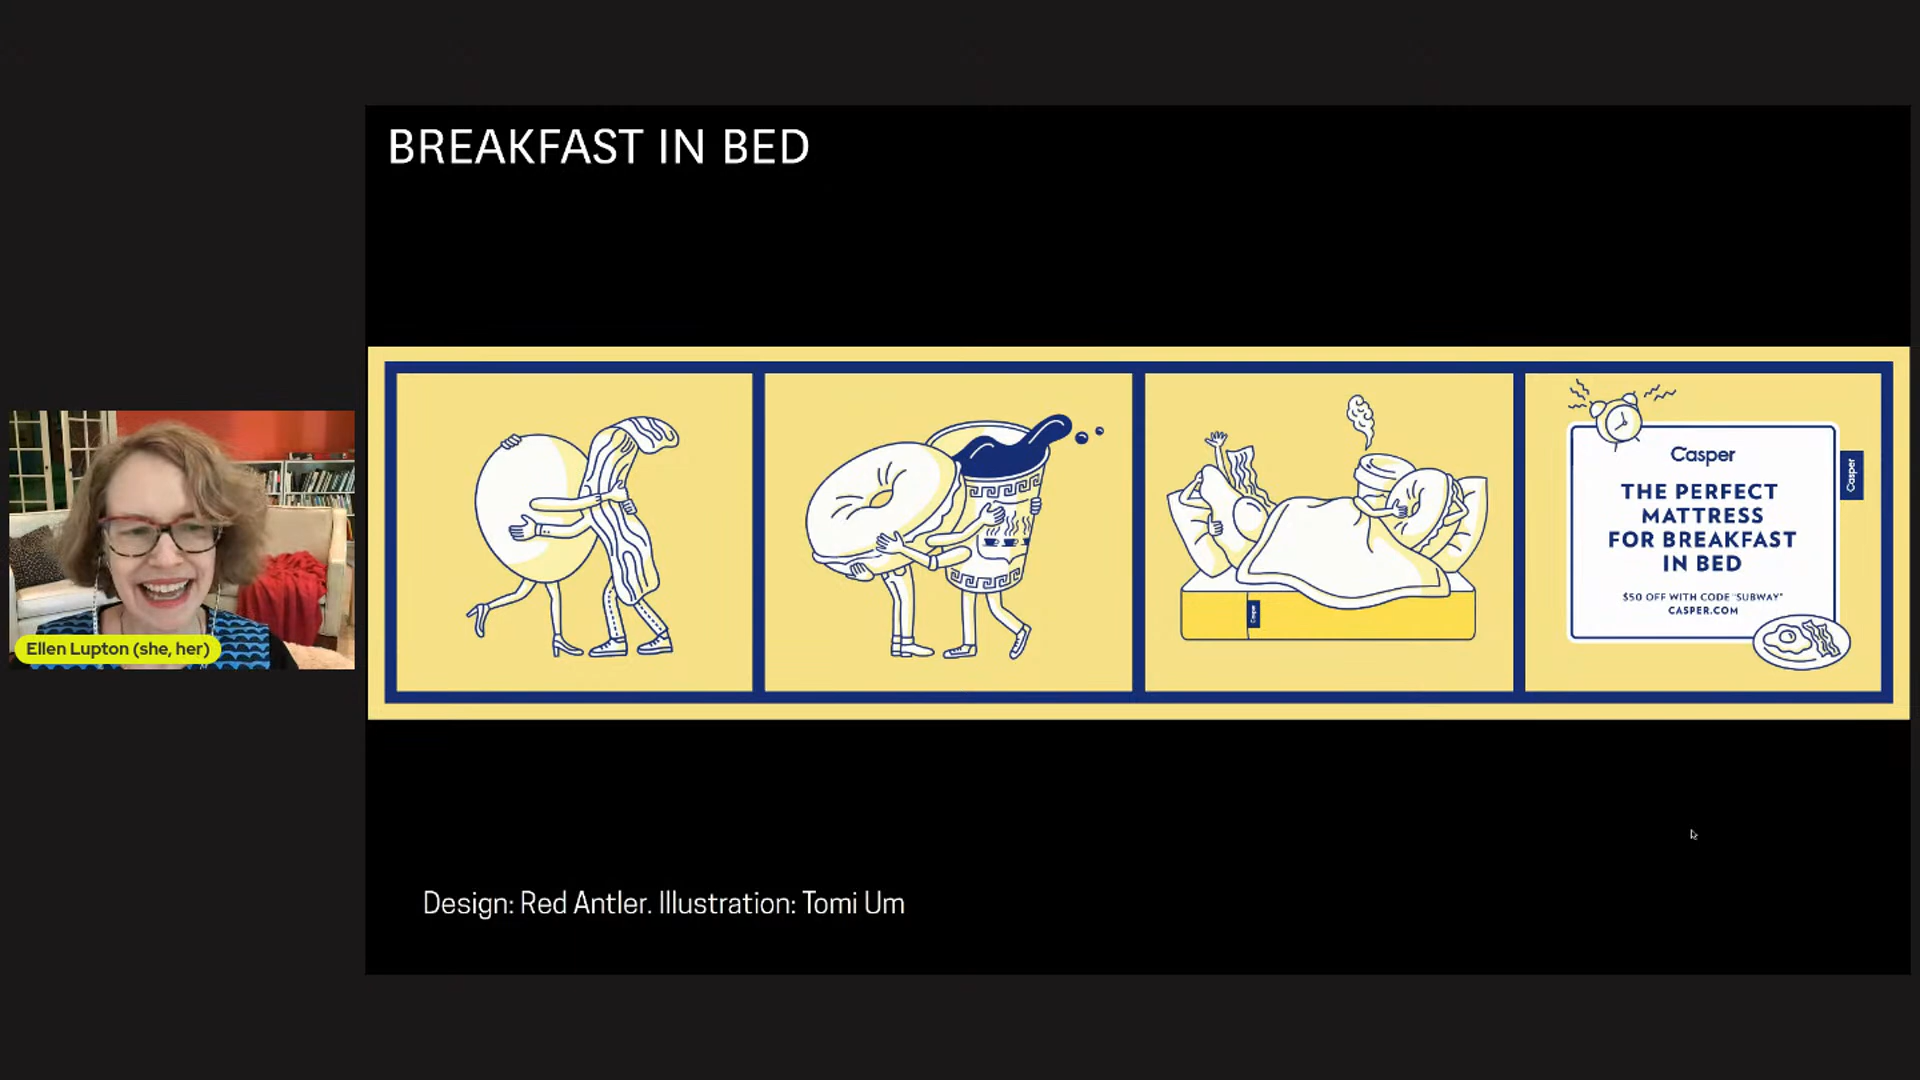 BREAKFAST IN BED
Casper
THE PERFECT
MATTRESS
FOR BREAKFAST
IN BED
$50 OFF WITH CODE "SUBWAY"
CASPER.COM
Casper
Casper
Ellen Lupton (she, her)
Design: Red Antler. Illustration: Tomi Um